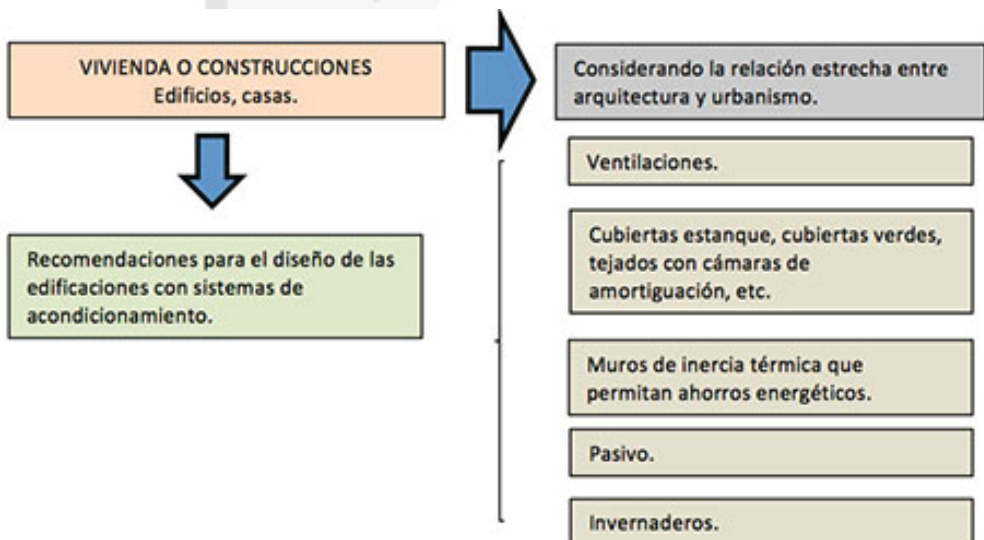 VIVIENDA O CONSTRUCCIONES
Edificios, casas.
Considerando la relación estrecha entre
arquitectura y urbanismo.
Recomendaciones para el diseño de las
edificaciones con sistemas de
acondicionamiento.
Ventilaciones.
Cubiertas estanque, cubiertas verdes,
tejados con cámaras de
amortiguación, etc.
Muros de inercia térmica que
permitan ahorros energéticos.
Pasivo.
Invernaderos.